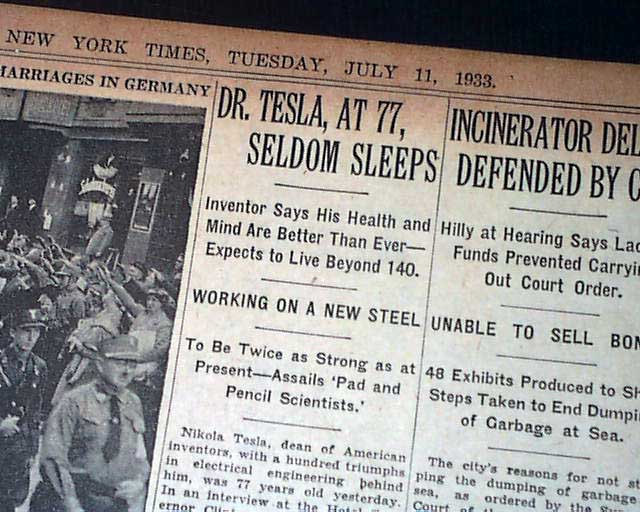 NEW YORK TIMES, TUESDAY, JULY 11, 1933.
MARRIAGES IN GERMANY
DR. TESLA, AT 77,
SELDOM SLEEPS
Inventor Says His Health and
Mind Are Better Than Ever—
Expects to Live Beyond 140.
WORKING ON A NEW STEEL
To Be Twice as Strong as at
Present—Assails 'Pad and
Pencil Scientists.'
Nikola Tesla, dean of American
inventors, with a hundred triumphs
in electrical engineering behind
him, was 77 years old yesterday.
In an interview at the
INCINERATOR
DEFENDED BY
Hilly at Hearing Says
Funds Prevented
Out Court Order.
UNABLE TO SELL
48 Exhibits Produced to
Steps Taken to End
of Garbage at Sea.
The city's reasons for not
ping the dumping of garbage
sea, as ordered by the
Court of